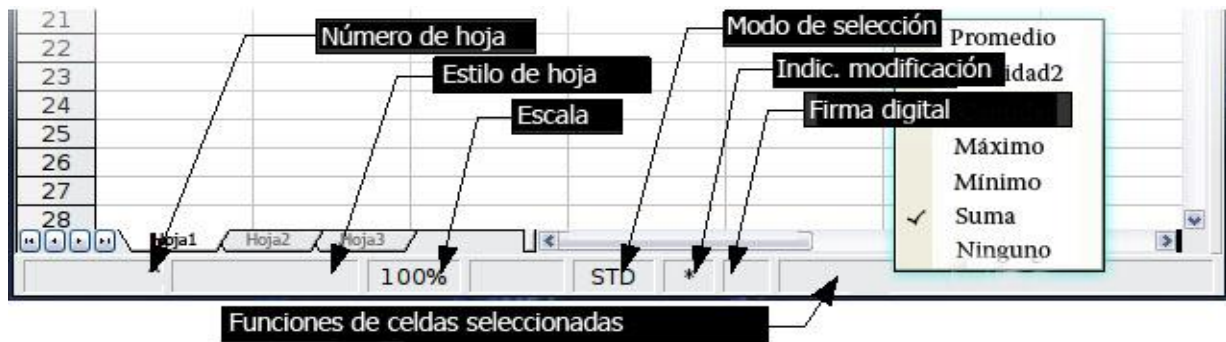 21
22
23
24
25
26
27
28
Número de hoja
Estilo de hoja
Escala
Modo de selección
Indic. modificación
Firma digital
Promedio
idad2
Máximo
Mínimo
Suma
Ninguno
Hoja1 Hoja2 Hoja3
100% STD *
Funciones de celdas seleccionadas